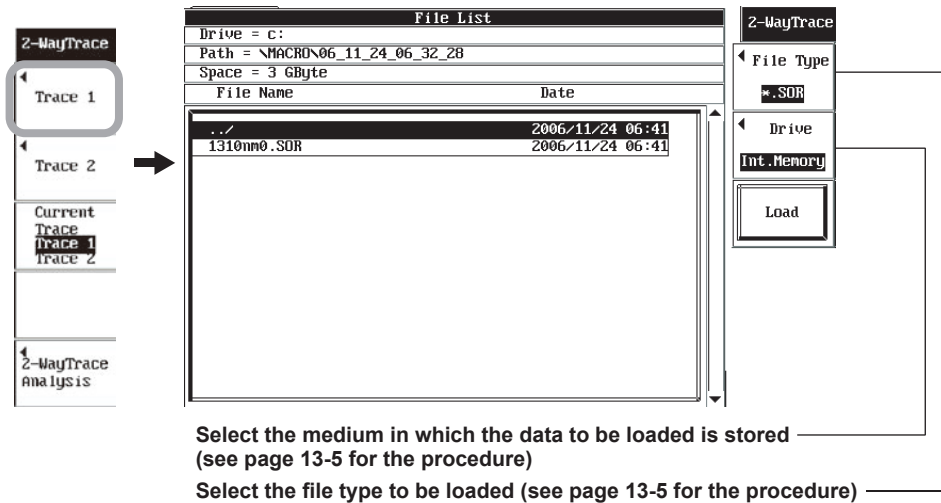 2-WayTrace
Trace 1
Trace 2
Current
Trace
Trace 1
Trace 2
2-WayTrace
Analysis
File List
Drive = c:
Path = \MACRO\06_11_24_06_32_28
Space = 3 GByte
File Name Date
../ 2006/11/24 06:41
1310nm0.SOR 2006/11/24 06:41
2-WayTrace
File Type
*.SOR
Drive
Int.Memory
Load
Select the medium in which the data to be loaded is stored
(see page 13-5 for the procedure)
Select the file type to be loaded (see page 13-5 for the procedure)